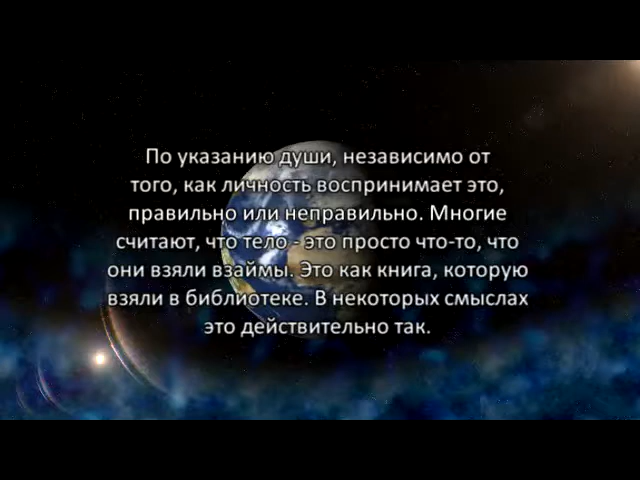 По указанию души, независимо от
того, как личность воспринимает это,
правильно или неправильно. Многие
считают, что тело - это просто что-то, что
они взяли взаймы. Это как книга, которую
взяли в библиотеке. В некоторых смыслах
это действительно так.